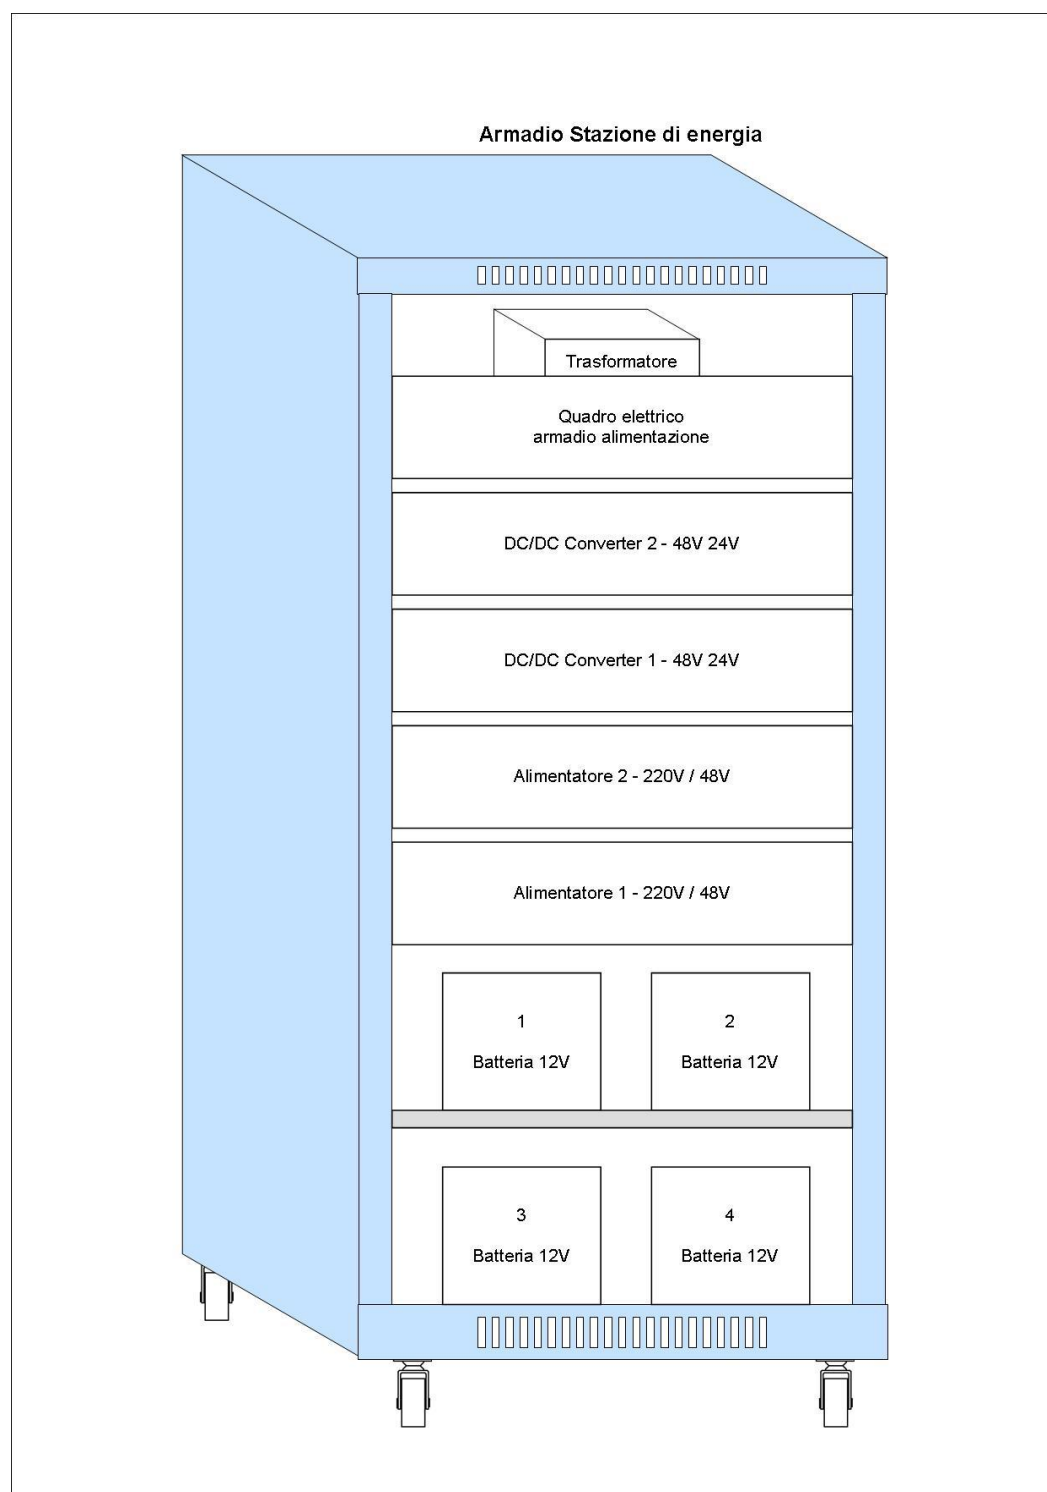 Armadio Stazione di energia
Trasformatore
Quadro elettrico
armadio alimentazione
DC/DC Converter 2 - 48V 24V
DC/DC Converter 1 - 48V 24V
Alimentatore 2 - 220V / 48V
Alimentatore 1 - 220V / 48V
1
Batteria 12V
2
Batteria 12V
3
Batteria 12V
4
Batteria 12V